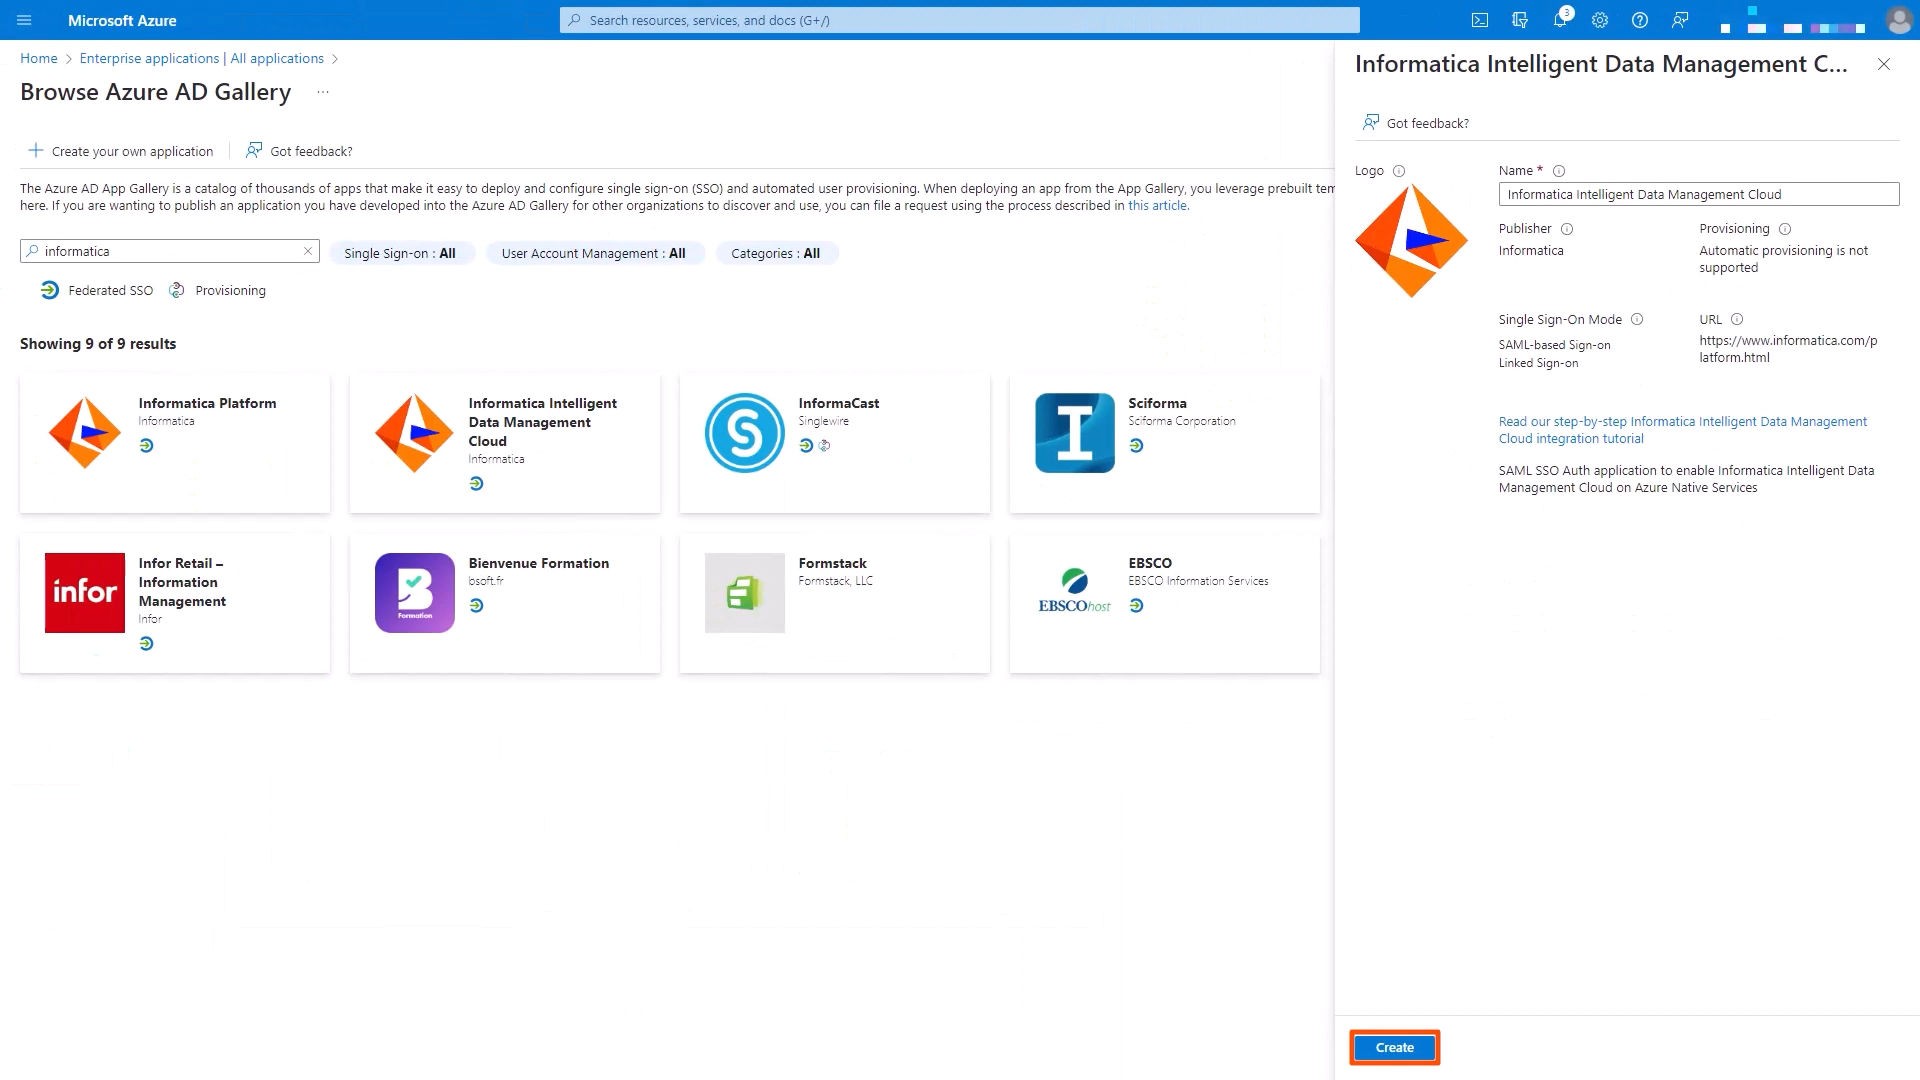 Microsoft Azure
Search resources, services, and docs (G+/)
3
Home > Enterprise applications | All applications >
Browse Azure AD Gallery ...
Create your own application
Got feedback?
The Azure AD App Gallery is a catalog of thousands of apps that make it easy to deploy and configure single sign-on (SSO) and automated user provisioning. When deploying an app from the App Gallery, you leverage prebuilt
here. If you are wanting to publish an application you have developed into the Azure AD Gallery for other organizations to discover and use, you can file a request using the process described in this article.
informatica
Single Sign-on : All
User Account Management : All
Categories : All
Federated SSO
Provisioning
Showing 9 of 9 results
Informatica Platform
Informatica
Informatica Intelligent
Data Management
Cloud
Informatica
S
InformaCast
Singlewire
I
Sciforma
Sciforma Corporation
infor
Infor Retail –
Information
Management
Infor
B
Formation
Bienvenue Formation
bsoft.fr
Formstack
Formstack, LLC
EBSCOhost
EBSCO
EBSCO Information Services
Informatica Intelligent Data Management C...
Got feedback?
Logo
Name *
Informatica Intelligent Data Management Cloud
Publisher
Informatica
Provisioning
Automatic provisioning is not
supported
Single Sign-On Mode
SAML-based Sign-on
Linked Sign-on
URL
https://www.informatica.com/p
latform.html
Read our step-by-step Informatica Intelligent Data Management
Cloud integration tutorial
SAML SSO Auth application to enable Informatica Intelligent Data
Management Cloud on Azure Native Services
Create